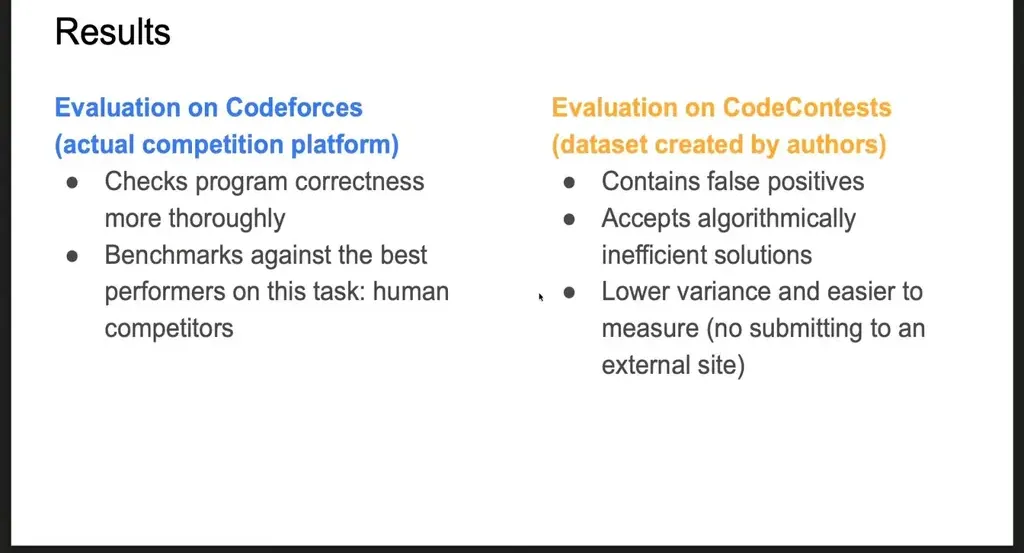 Results
Evaluation on Codeforces
(actual competition platform)
● Checks program correctness
more thoroughly
● Benchmarks against the best
performers on this task: human
competitors
Evaluation on CodeContests
(dataset created by authors)
● Contains false positives
● Accepts algorithmically
inefficient solutions
● Lower variance and easier to
measure (no submitting to an
external site)